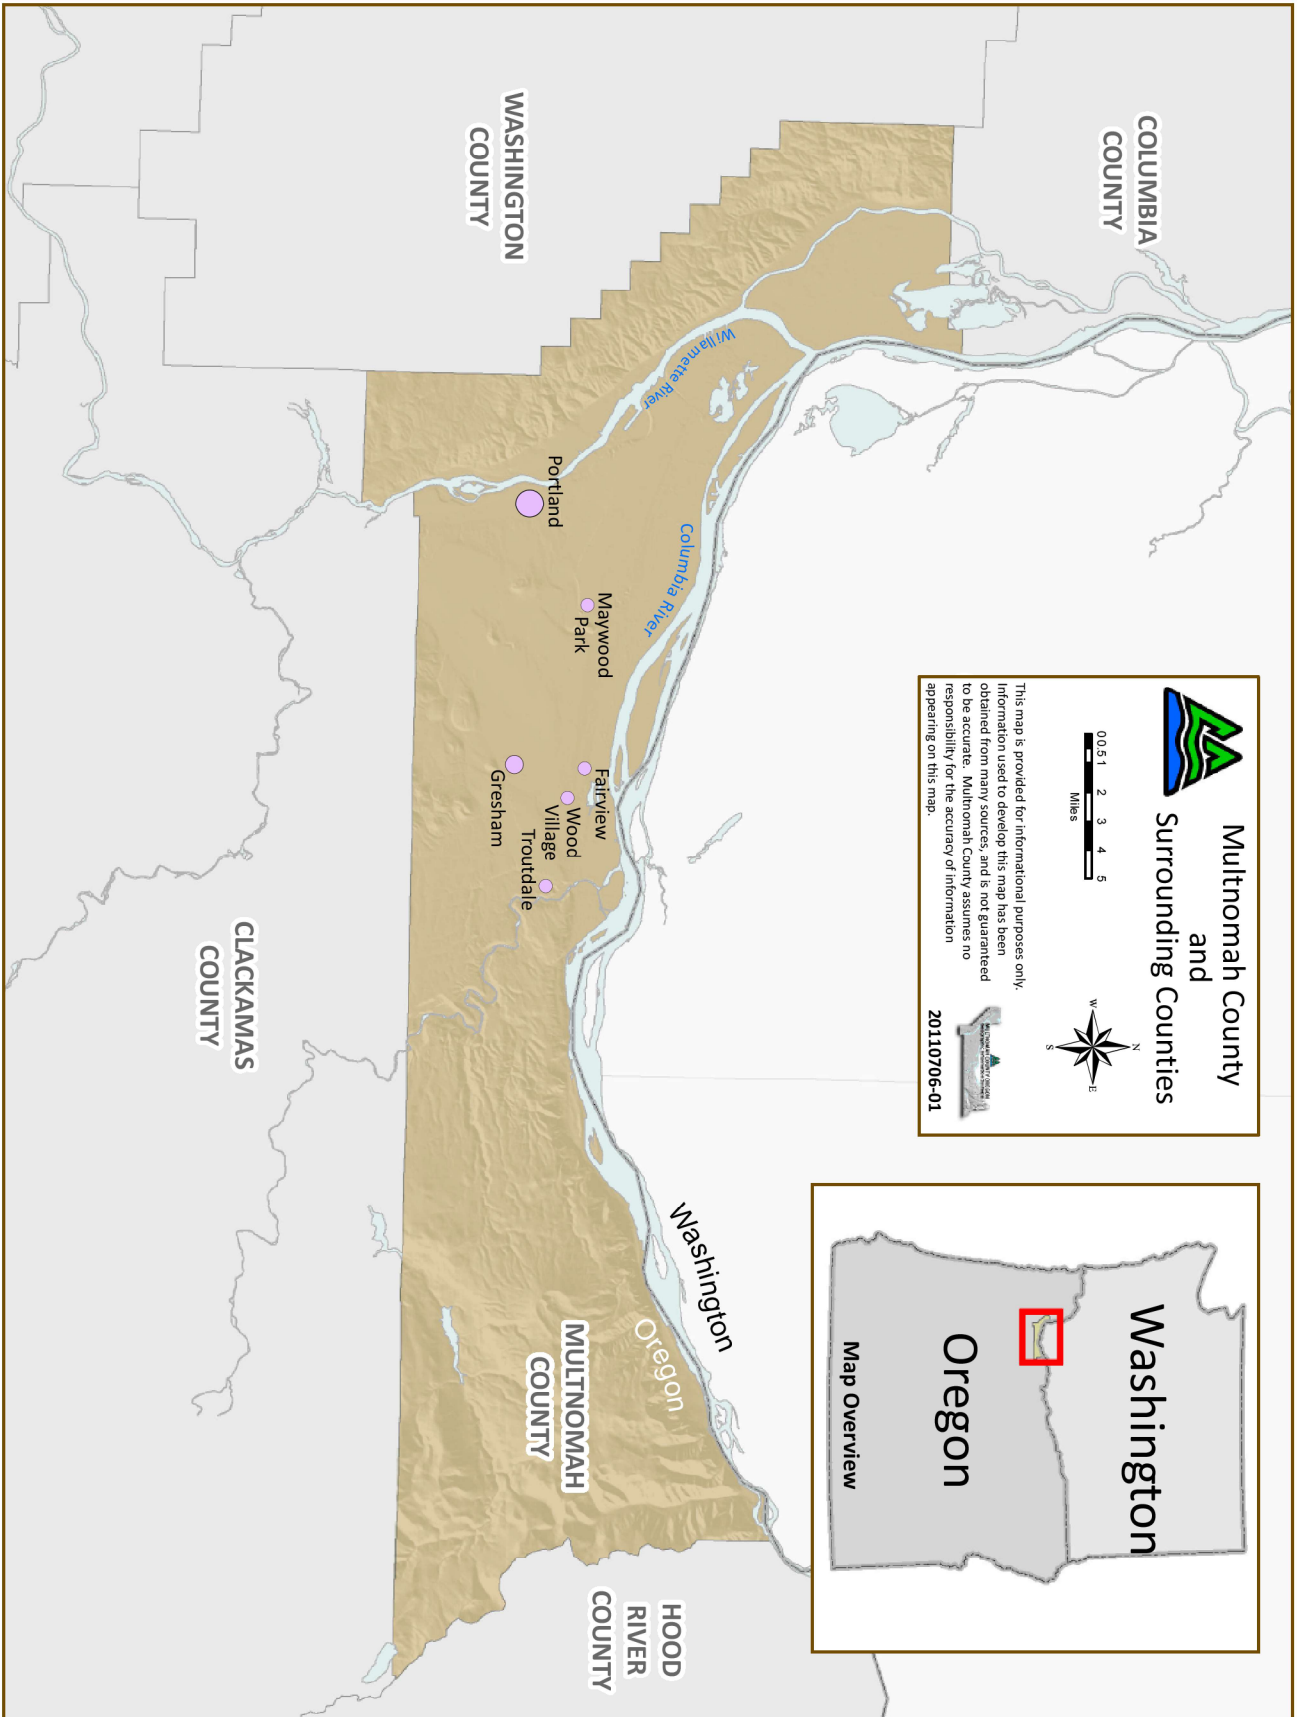 Multnomah County
and
Surrounding Counties
0 0.5 1 2 3 4 5
Miles
N
W
E
S
This map is provided for informational purposes only.
Information used to develop this map has been
obtained from many sources, and is not guaranteed
to be accurate. Multnomah County assumes no
responsibility for the accuracy of information
appearing on this map.
20110706-01
Washington
Oregon
Map Overview
COLUMBIA
COUNTY
WASHINGTON
COUNTY
Willamette River
Columbia River
Portland
Maywood
Park
Fairview
Wood
Village
Troutdale
Gresham
Washington
Oregon
MULTNOMAH
COUNTY
HOOD
RIVER
COUNTY
CLACKAMAS
COUNTY